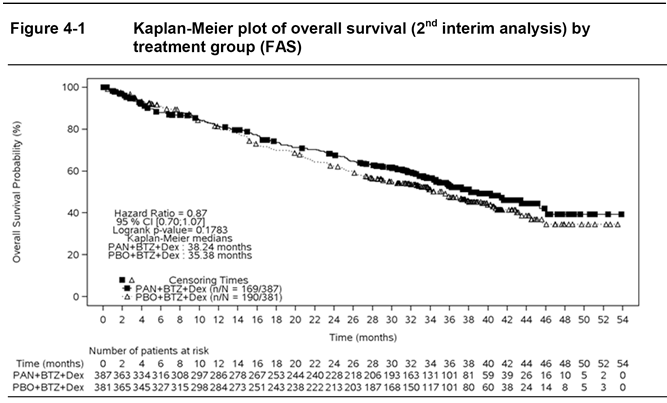 Figure 4-1 Kaplan-Meier plot of overall survival (2nd interim analysis) by
treatment group (FAS)
100
80
60
40
20
0
Overall Survival Probability (%)
Hazard Ratio = 0.87
95 % CI [0.70;1.07]
Logrank p-value= 0.1783
Kaplan-Meier medians
PAN+BTZ+Dex : 38.24 months
PBO+BTZ+Dex : 35.38 months
Censoring Times
PAN+BTZ+Dex (n/N = 169/387)
PBO+BTZ+Dex (n/N = 190/381)
0 2 4 6 8 10 12 14 16 18 20 22 24 26 28 30 32 34 36 38 40 42 44 46 48 50 52 54
Time (months)
Number of patients at risk
Time (months) 0 2 4 6 8 10 12 14 16 18 20 22 24 26 28 30 32 34 36 38 40 42 44 46 48 50 52 54
PAN+BTZ+Dex 387 363 334 316 308 297 286 278 267 253 244 240 228 218 206 193 163 131 101 81 59 39 26 16 10 5 2 0
PBO+BTZ+Dex 381 365 345 327 315 298 284 273 251 243 238 222 213 203 187 168 150 117 101 80 60 38 24 14 8 5 3 0